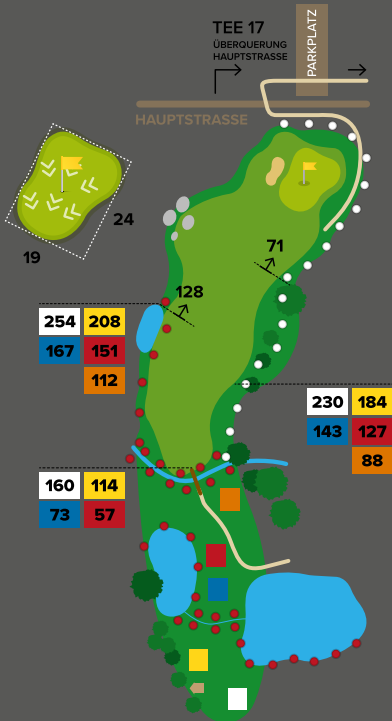 TEE 17
ÜBERQUERUNG
HAUPTSTRASSE
PARKPLATZ
HAUPTSTRASSE
24
19
71
128
254 208
167 151
112
230 184
143 127
88
160 114
73 57